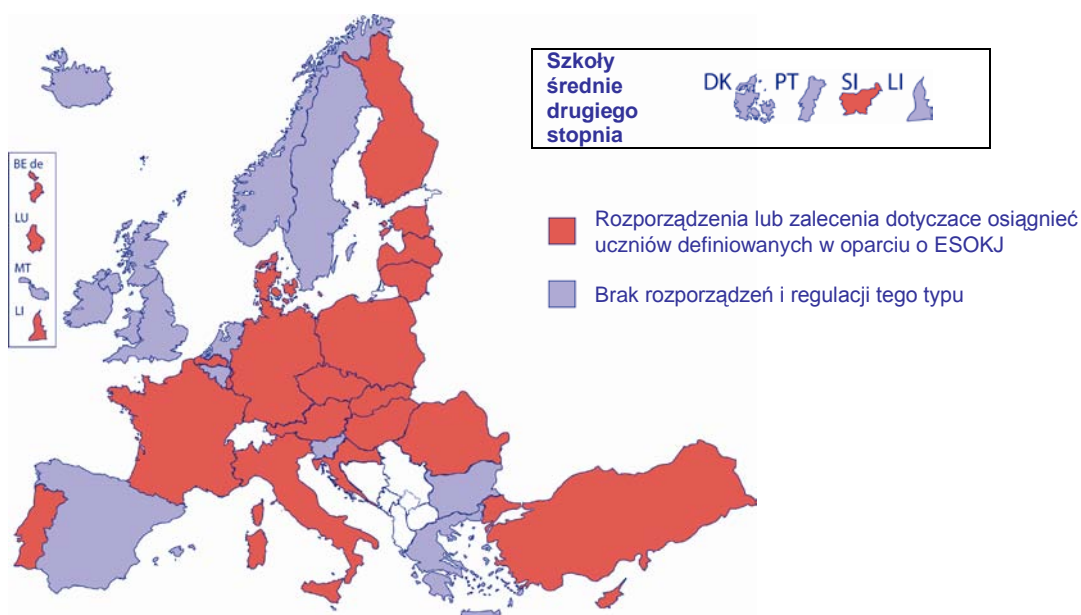 Szkoły
średnie
drugiego
stopnia
DK PT SI LI
BE de
LU
MT
LI
Rozporządzenia lub zalecenia dotyczace osiągnieć
uczniów definiowanych w oparciu o ESOKJ
Brak rozporządzeń i regulacji tego typu